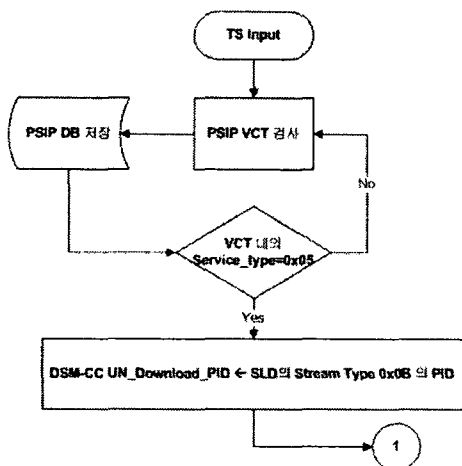 TS Input
PSIP DB 저장
PSIP VCT 검사
No
VCT 내의
Service_type=0x05
Yes
DSM-CC UN_Download_PID ← SLD의 Stream Type 0x0B 의 PID
1